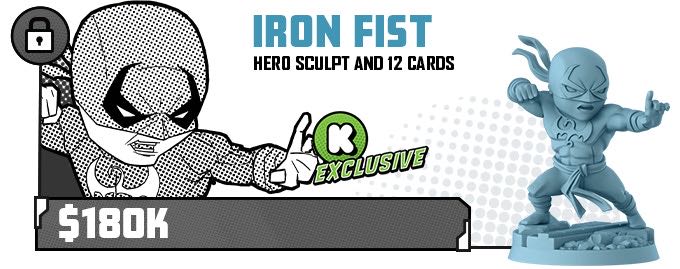 IRON FIST
HERO SCULPT AND 12 CARDS
K
EXCLUSIVE
$180K